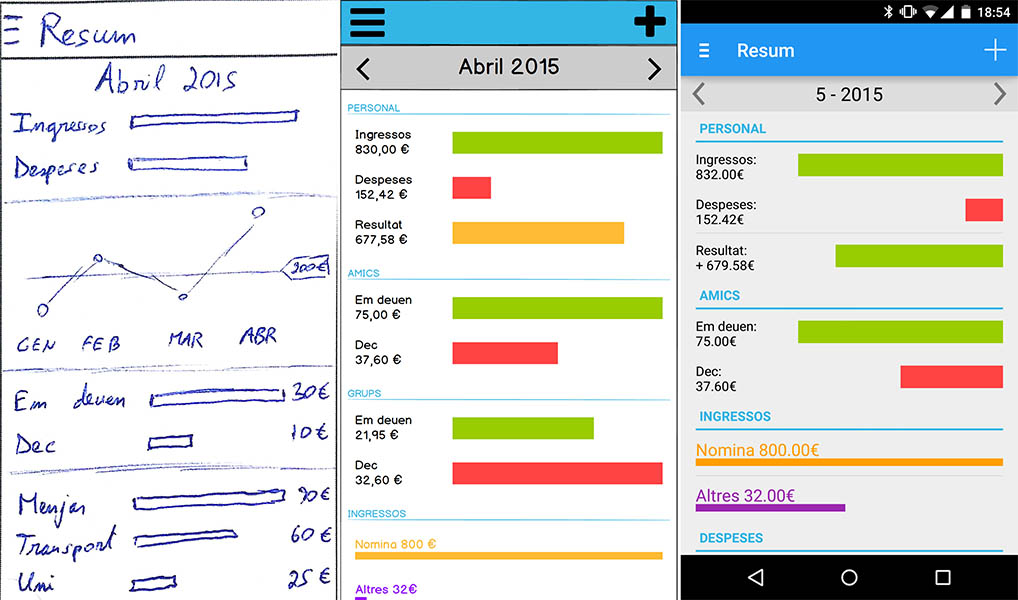 Resum
Abril 2015
Ingressos
Despeses
300€
GEN FEB MAR ABR
Em deuen 30€
Dec 10€
Menjar 90€
Transport 60€
Uni 25€
Abril 2015
PERSONAL
Ingressos
830,00 €
Despeses
152,42 €
Resultat
677,58 €
AMICS
Em deuen
75,00 €
Dec
37,60 €
GRUPS
Em deuen
21,95 €
Dec
32,60 €
INGRESSOS
Nomina 800 €
Altres 32€
18:54
Resum
5 - 2015
PERSONAL
Ingressos:
832.00€
Despeses:
152.42€
Resultat:
+ 679.58€
AMICS
Em deuen:
75.00€
Dec:
37.60€
INGRESSOS
Nomina 800.00€
Altres 32.00€
DESPESES